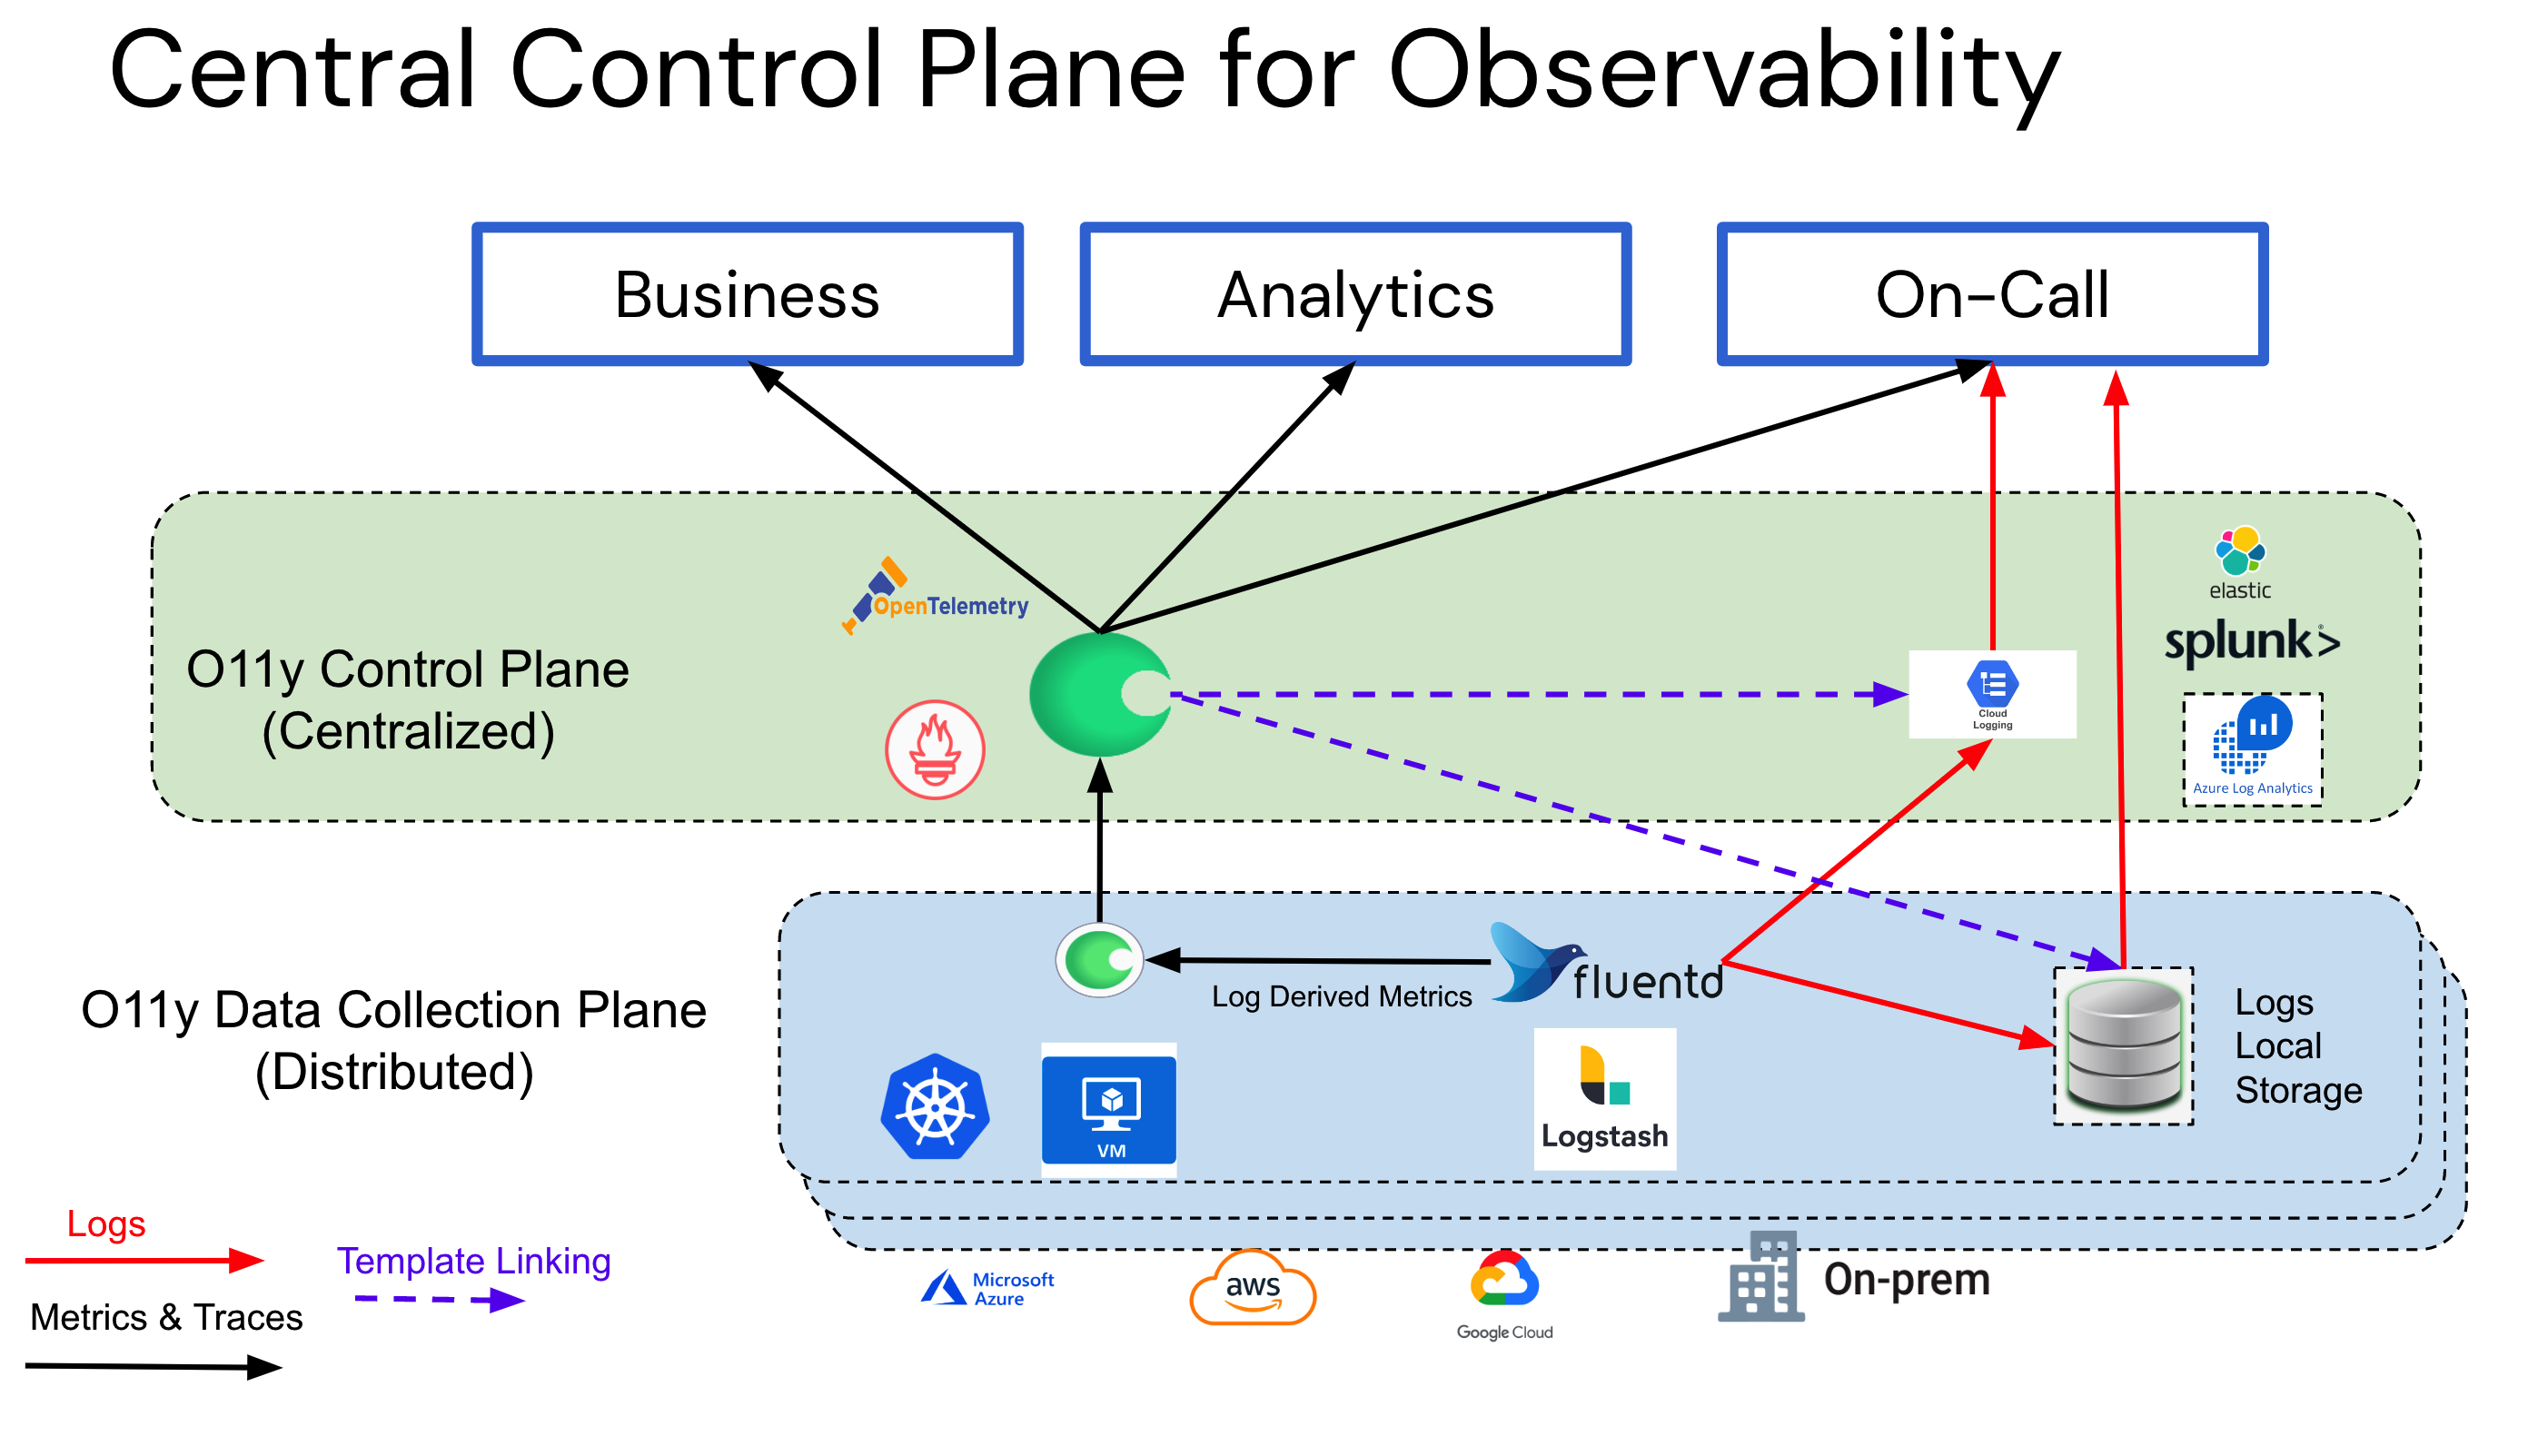 Central Control Plane for Observability
Business
Analytics
On-Call
OpenTelemetry
elastic
splunk>
O11y Control Plane
(Centralized)
Cloud
Logging
Azure Log Analytics
O11y Data Collection Plane
(Distributed)
Log Derived Metrics
fluentd
Logs
Local
Storage
VM
Logstash
Logs
Template Linking
Metrics & Traces
Microsoft
Azure
aws
Google Cloud
On-prem